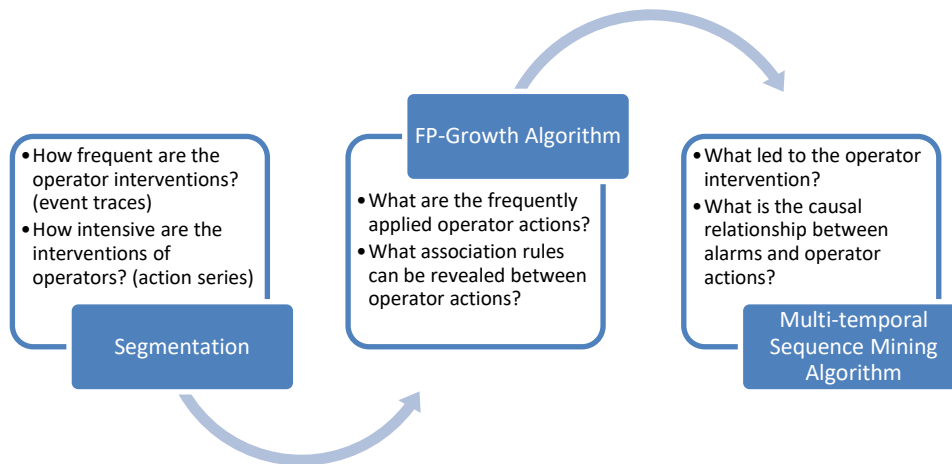 •How frequent are the
operator interventions?
(event traces)
•How intensive are the
interventions of
operators? (action series)
Segmentation
FP-Growth Algorithm
•What are the frequently
applied operator actions?
•What association rules
can be revealed between
operator actions?
•What led to the operator
intervention?
•What is the causal
relationship between
alarms and operator
actions?
Multi-temporal
Sequence Mining
Algorithm